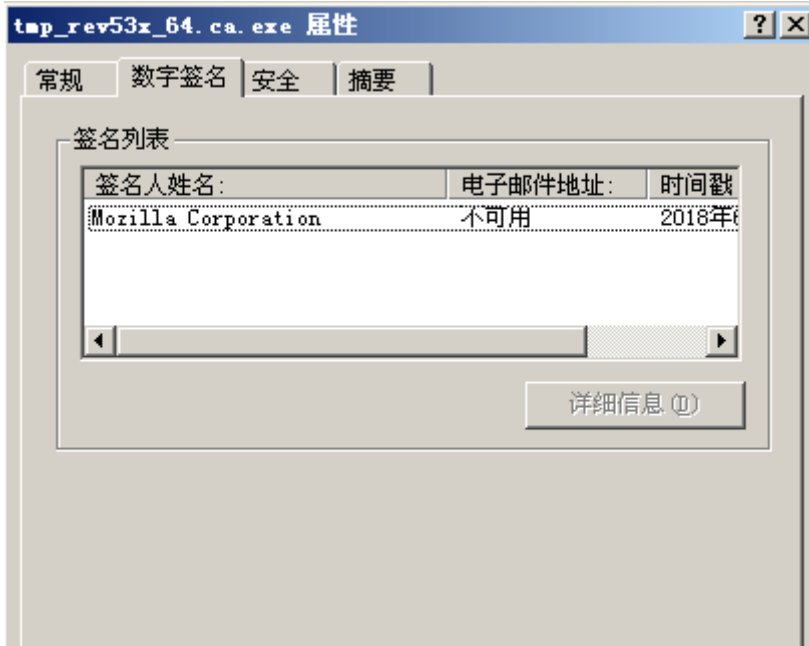 tmp_rev53x_64.ca.exe 属性
常规 数字签名 安全 摘要
签名列表
签名人姓名: 电子邮件地址: 时间戳
Mozilla Corporation 不可用 2018年6
详细信息(D)